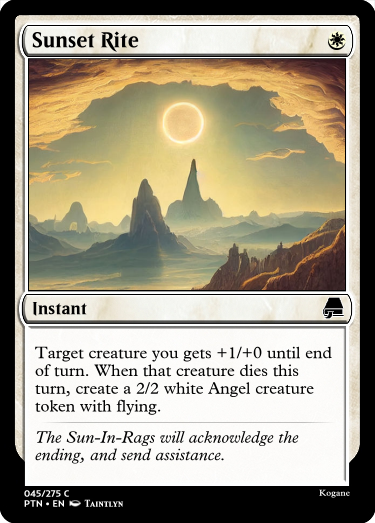 Sunset Rite
Instant
Target creature you gets +1/+0 until end
of turn. When that creature dies this
turn, create a 2/2 white Angel creature
token with flying.
The Sun-In-Rags will acknowledge the
ending, and send assistance.
045/275 C
Kogane
PTN • EN TAINTLYN